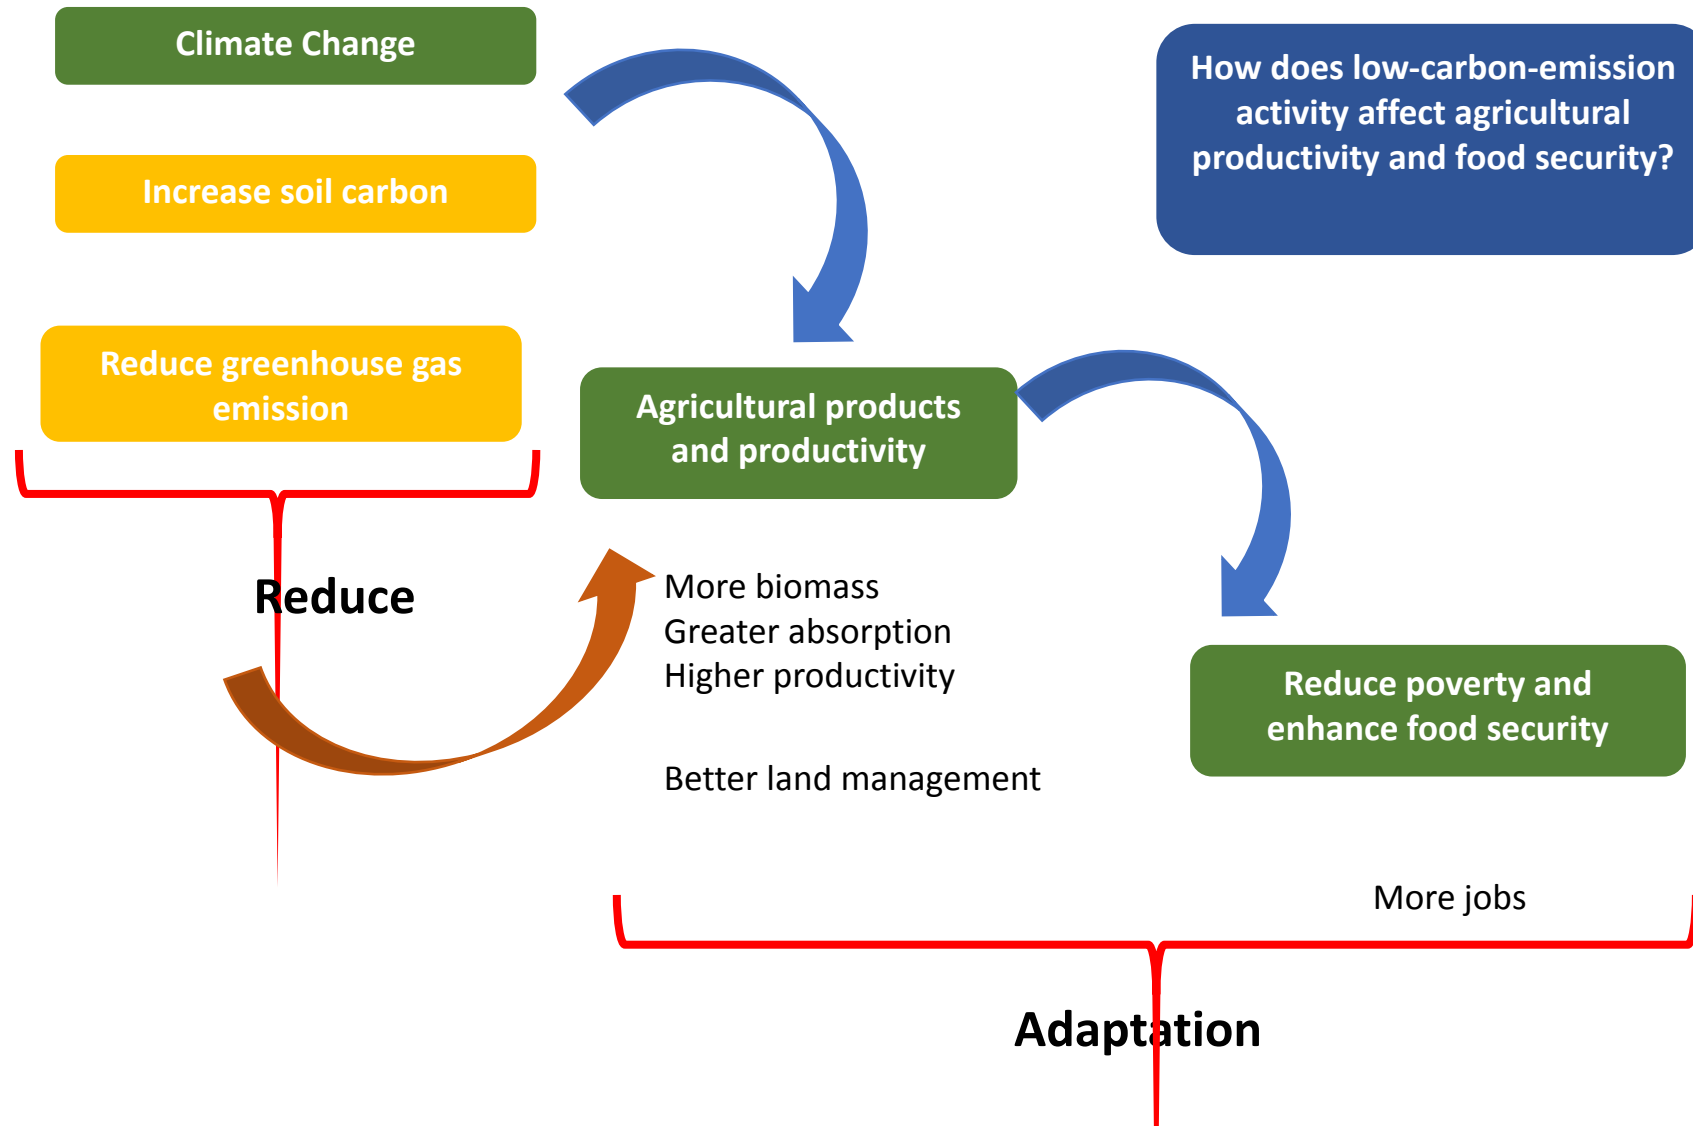 Climate Change
How does low-carbon-emission
activity affect agricultural
productivity and food security?
Increase soil carbon
Reduce greenhouse gas
emission
Agricultural products
and productivity
Reduce
More biomass
Greater absorption
Higher productivity
Better land management
Reduce poverty and
enhance food security
More jobs
Adaptation